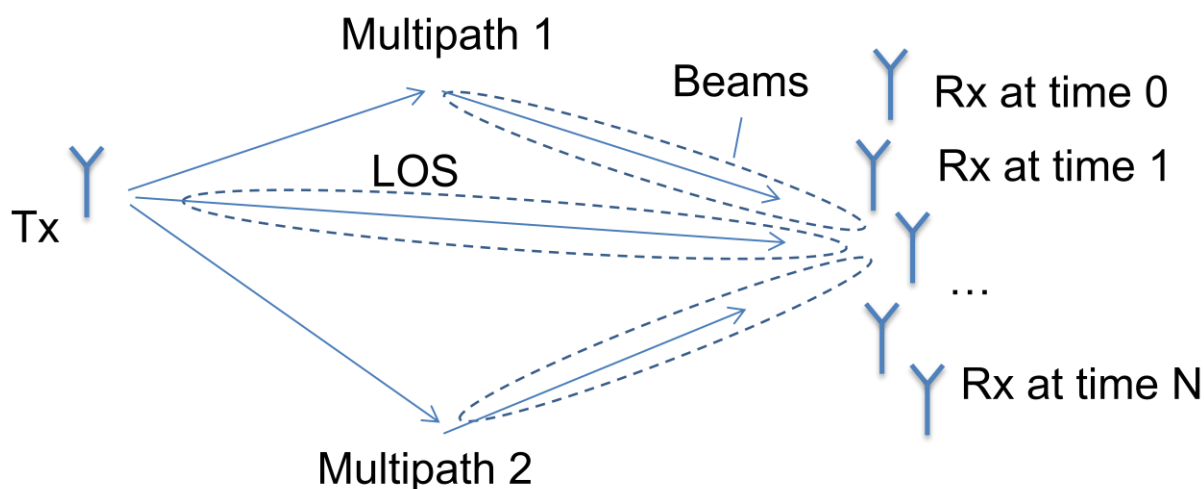 Multipath 1
Beams
Rx at time 0
LOS
Rx at time 1
Tx
...
Rx at time N
Multipath 2